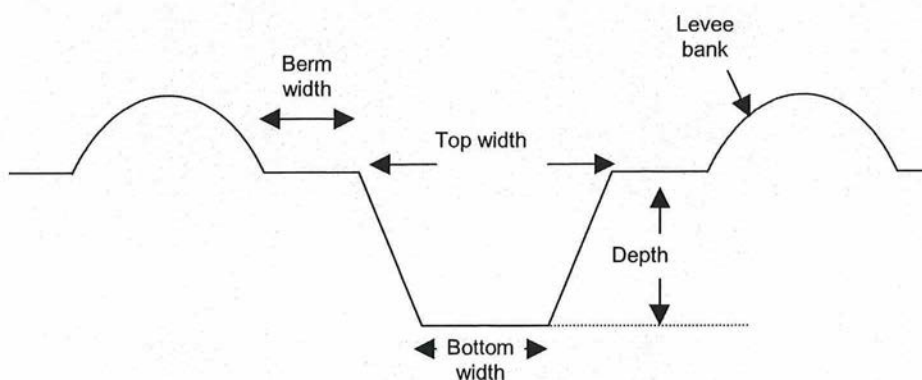 Levee
bank
Berm
width
Top width
Depth
Bottom
width